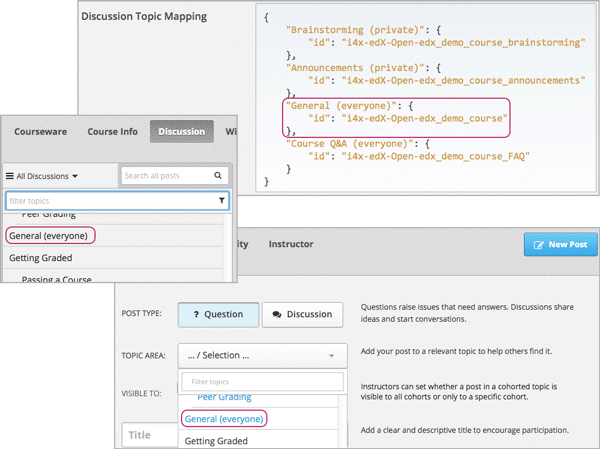 Discussion Topic Mapping
{
"Brainstorming (private)": {
"id": "i4x-edX-Open-edx_demo_course_brainstorming"
},
"Announcements (private)": {
"id": "i4x-edX-Open-edx_demo_course_announcements"
},
"General (everyone)": {
"id": "i4x-edX-Open-edx_demo_course"
},
"Course Q&A (everyone)": {
"id": "i4x-edX-Open-edx_demo_course_FAQ"
}
}
Courseware Course Info Discussion Wi
All Discussions Search all posts
filter topics
Peer Grading
General (everyone)
Getting Graded
Passing a Course
ity Instructor New Post
POST TYPE: ? Question Discussion Questions raise issues that need answers. Discussions share
ideas and start conversations.
TOPIC AREA: ... / Selection ... Add your post to a relevant topic to help others find it.
Filter topics
VISIBLE TO: Peer Grading Instructors can set whether a post in a cohorted topic is
visible to all cohorts or only to a specific cohort.
General (everyone)
Title Getting Graded Add a clear and descriptive title to encourage participation.